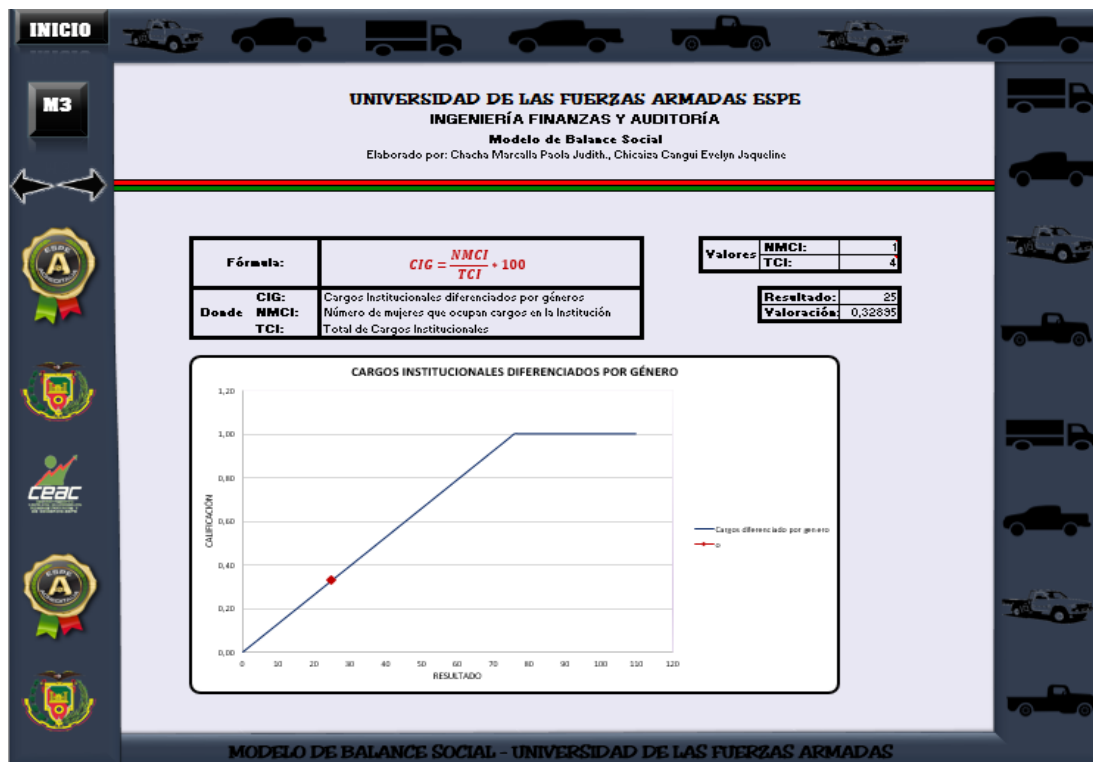 INICIO
M3
UNIVERSIDAD DE LAS FUERZAS ARMADAS ESPE
INGENIERÍA FINANZAS Y AUDITORÍA
Modelo de Balance Social
Elaborado por: Chacha Marcalla Paola Judith., Chicaiza Cangui Evelyn Jaqueline
Fórmula: CIG = NMCI / TCI * 100
Valores NMCI: 1
TCI: 4
CIG: Cargos Institucionales diferenciados por géneros
Donde NMCI: Número de mujeres que ocupan cargos en la Institución
TCI: Total de Cargos Institucionales
Resultado: 25
Valoración: 0,32895
CARGOS INSTITUCIONALES DIFERENCIADOS POR GÉNERO
1,20
1,00
0,80
0,60
0,40
0,20
0,00
CALIFICACIÓN
0 10 20 30 40 50 60 70 80 90 100 110 120
RESULTADO
Cargos diferenciado por genero
o
ESPE
A
ACREDITADA
ceac
ESPE
A
ACREDITADA
MODELO DE BALANCE SOCIAL - UNIVERSIDAD DE LAS FUERZAS ARMADAS